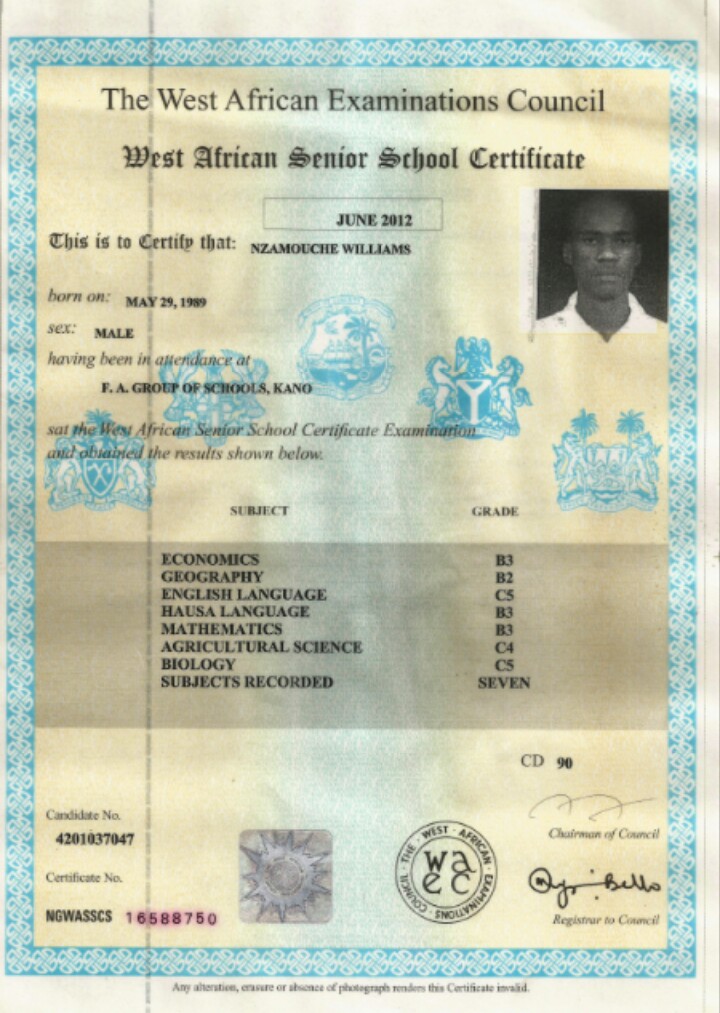 The West African Examinations Council
West African Senior School Certificate
JUNE 2012
This is to Certify that: NZAMOUCHE WILLIAMS
born on: MAY 29, 1989
sex: MALE
having been in attendance at
F. A. GROUP OF SCHOOLS, KANO
sat the West African Senior School Certificate Examination
and obtained the results shown below.
SUBJECT GRADE
ECONOMICS B3
GEOGRAPHY B2
ENGLISH LANGUAGE C5
HAUSA LANGUAGE B3
MATHEMATICS B3
AGRICULTURAL SCIENCE C4
BIOLOGY C5
SUBJECTS RECORDED SEVEN
CD 90
Candidate No.
4201037047
Chairman of Council
Certificate No.
NGWASSCS 16588750
THE · WEST · AFRICAN · EXAMINATIONS · COUNCIL
wa
ec
Bello
Registrar to Council
Any alteration, erasure or absence of photograph renders this Certificate invalid.